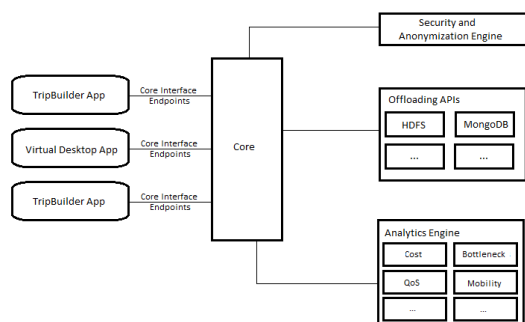 Security and
Anonymization Engine
TripBuilder App
Core Interface
Endpoints
Virtual Desktop App
Core Interface
Endpoints
TripBuilder App
Core Interface
Endpoints
Core
Offloading APIs
HDFS
MongoDB
...
...
Analytics Engine
Cost
Bottleneck
QoS
Mobility
...
...